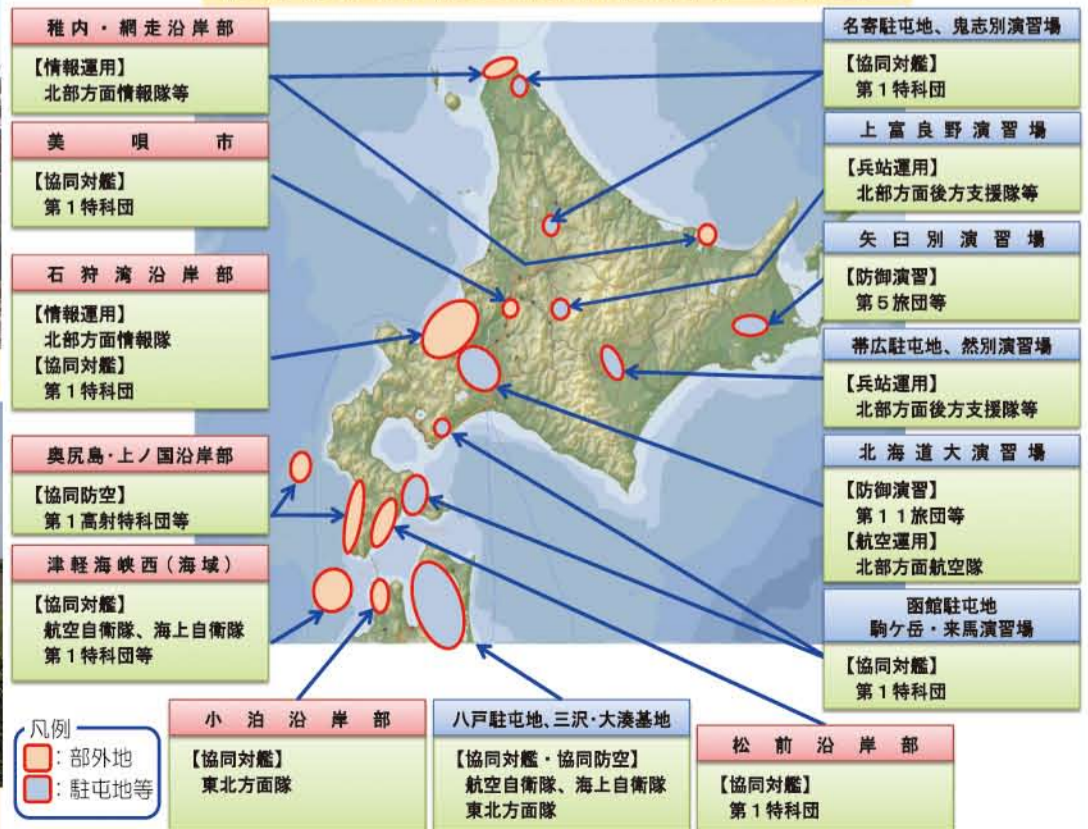 稚内・網走沿岸部
【情報運用】
北部方面情報隊等
美唄市
【協同対艦】
第１特科団
石狩湾沿岸部
【情報運用】
北部方面情報隊
【協同対艦】
第１特科団
奥尻島・上ノ国沿岸部
【協同防空】
第１高射特科団等
津軽海峡西（海域）
【協同対艦】
航空自衛隊、海上自衛隊
第１特科団等
凡例
：部外地
：駐屯地等
小泊沿岸部
【協同対艦】
東北方面隊
八戸駐屯地、三沢・大湊基地
【協同対艦・協同防空】
航空自衛隊、海上自衛隊
東北方面隊
松前沿岸部
【協同対艦】
第１特科団
名寄駐屯地、鬼志別演習場
【協同対艦】
第１特科団
上富良野演習場
【兵站運用】
北部方面後方支援隊等
矢臼別演習場
【防御演習】
第５旅団等
帯広駐屯地、然別演習場
【兵站運用】
北部方面後方支援隊等
北海道大演習場
【防御演習】
第１１旅団等
【航空運用】
北部方面航空隊
函館駐屯地
駒ケ岳・来馬演習場
【協同対艦】
第１特科団